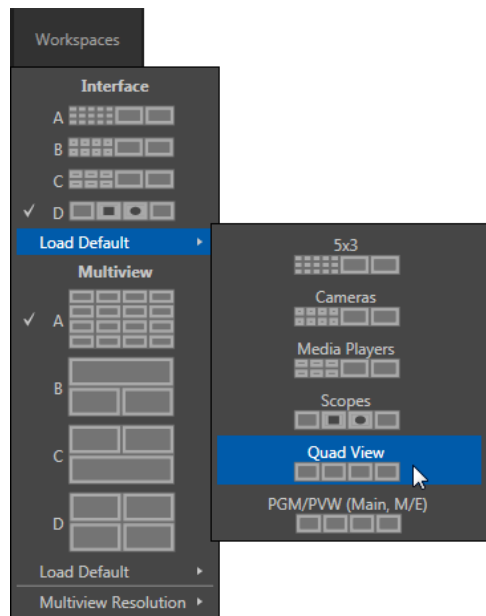 Workspaces
Interface
A
B
C
✓ D
Load Default
Multiview
✓ A
B
C
D
Load Default
Multiview Resolution
5x3
Cameras
Media Players
Scopes
Quad View
PGM/PVW (Main, M/E)